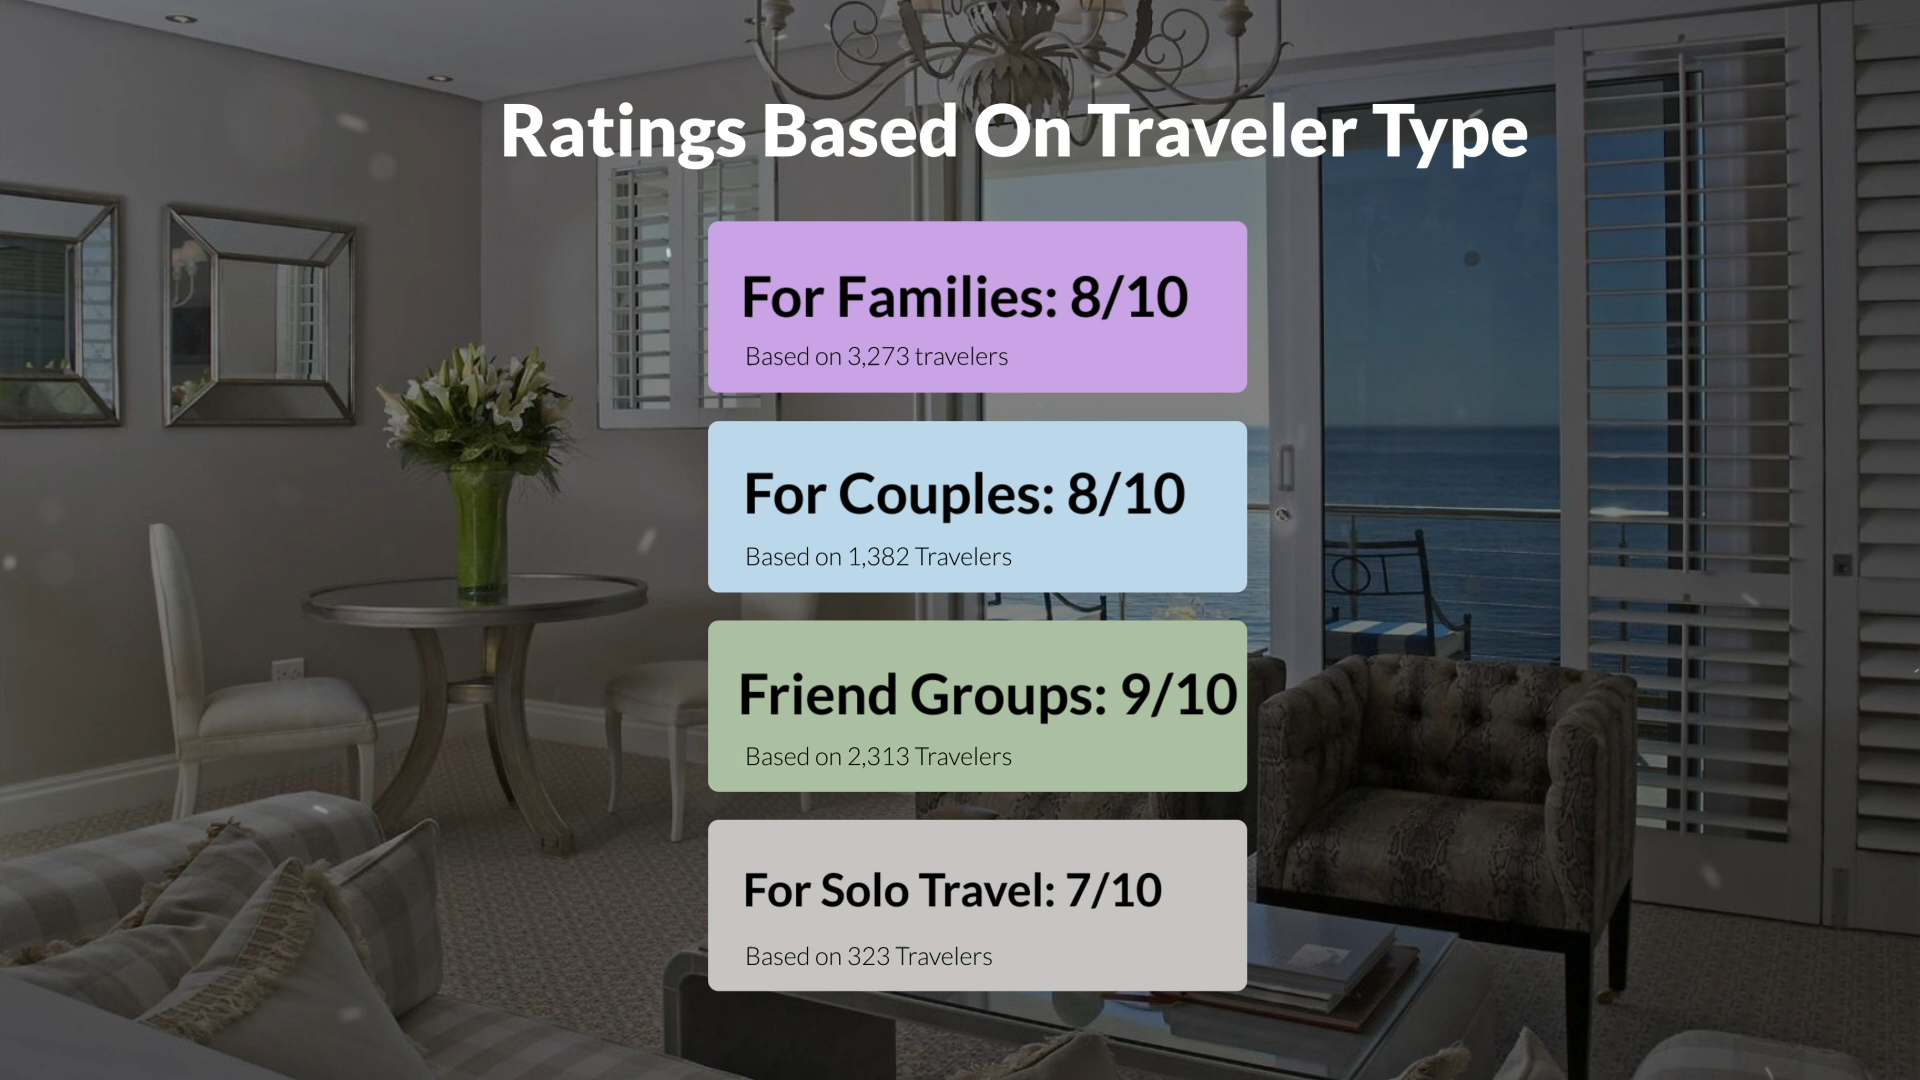 Ratings Based On Traveler Type
For Families: 8/10
Based on 3,273 travelers
For Couples: 8/10
Based on 1,382 Travelers
Friend Groups: 9/10
Based on 2,313 Travelers
For Solo Travel: 7/10
Based on 323 Travelers